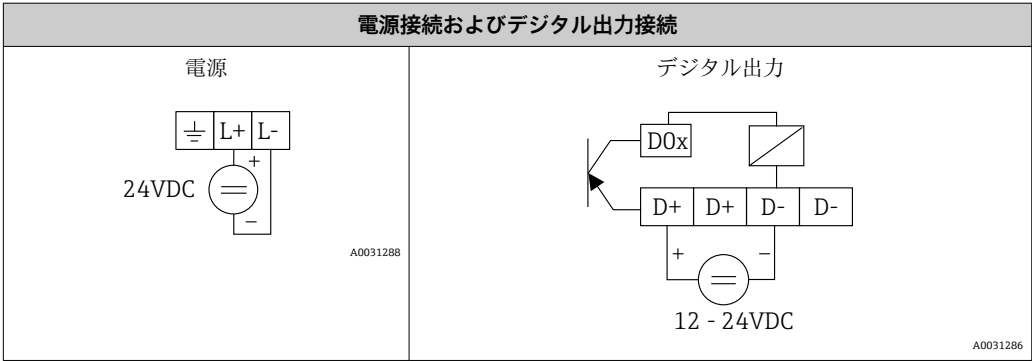 電源接続およびデジタル出力接続
電源
L+ L-
+
24VDC
−
A0031288
デジタル出力
D0x
D+ D+ D- D-
+ −
12 - 24VDC
A0031286